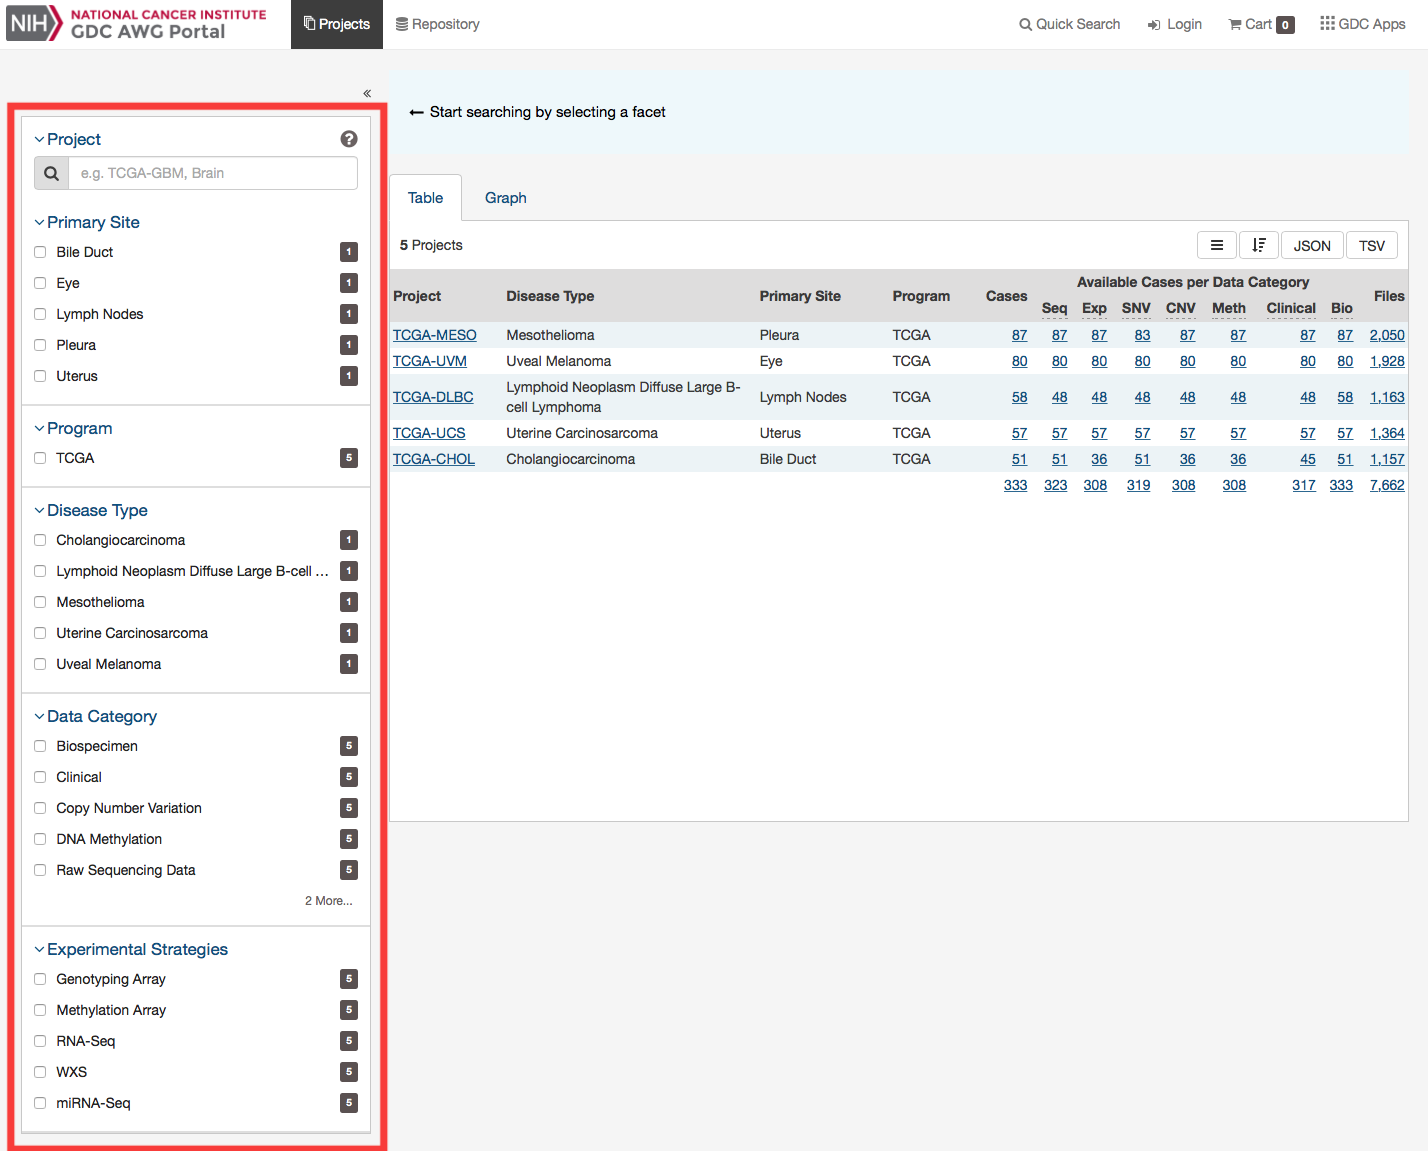 NIH NATIONAL CANCER INSTITUTE
GDC AWG Portal
Projects
Repository
Quick Search
Login
Cart 0
GDC Apps
«
Project
?
e.g. TCGA-GBM, Brain
Primary Site
Bile Duct 1
Eye 1
Lymph Nodes 1
Pleura 1
Uterus 1
Program
TCGA 5
Disease Type
Cholangiocarcinoma 1
Lymphoid Neoplasm Diffuse Large B-cell ... 1
Mesothelioma 1
Uterine Carcinosarcoma 1
Uveal Melanoma 1
Data Category
Biospecimen 5
Clinical 5
Copy Number Variation 5
DNA Methylation 5
Raw Sequencing Data 5
2 More...
Experimental Strategies
Genotyping Array 5
Methylation Array 5
RNA-Seq 5
WXS 5
miRNA-Seq 5
← Start searching by selecting a facet
Table
Graph
5 Projects
JSON
TSV
Project Disease Type Primary Site Program Cases Available Cases per Data Category Files
Seq Exp SNV CNV Meth Clinical Bio
TCGA-MESO Mesothelioma Pleura TCGA 87 87 87 83 87 87 87 87 2,050
TCGA-UVM Uveal Melanoma Eye TCGA 80 80 80 80 80 80 80 80 1,928
TCGA-DLBC Lymphoid Neoplasm Diffuse Large B-
cell Lymphoma Lymph Nodes TCGA 58 48 48 48 48 48 48 58 1,163
TCGA-UCS Uterine Carcinosarcoma Uterus TCGA 57 57 57 57 57 57 57 57 1,364
TCGA-CHOL Cholangiocarcinoma Bile Duct TCGA 51 51 36 51 36 36 45 51 1,157
333 323 308 319 308 308 317 333 7,662